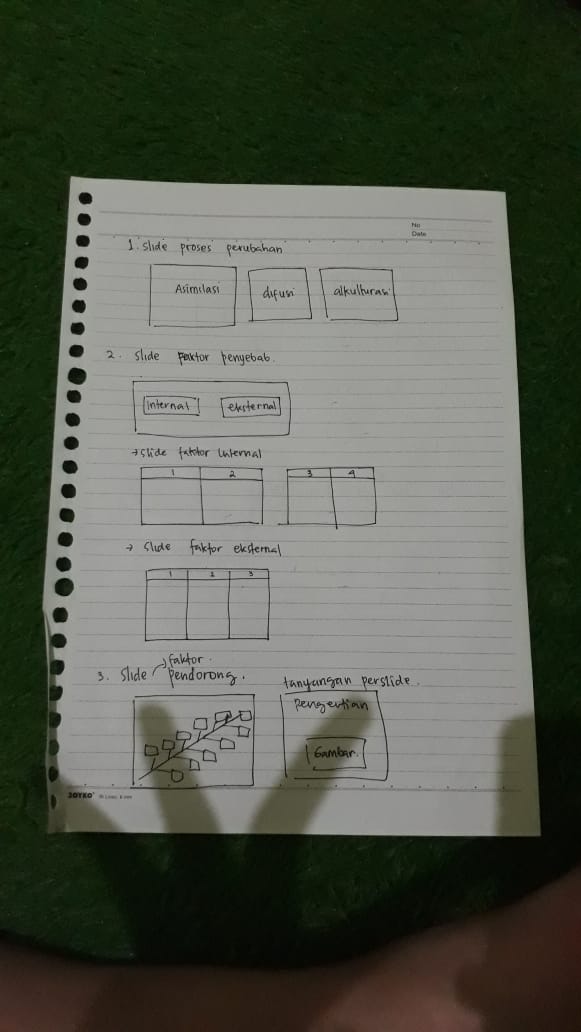 No
Date
1. slide proses perubahan
Asimilasi difusi alkulturasi
2. slide faktor penyebab.
internal eksternal
→ slide faktor internal
1 2 3 4
→ slide faktor eksternal
1 2 3
3. slide → faktor pendorong.
tanyangan perslide.
pengertian
Gambar.
JOYKO